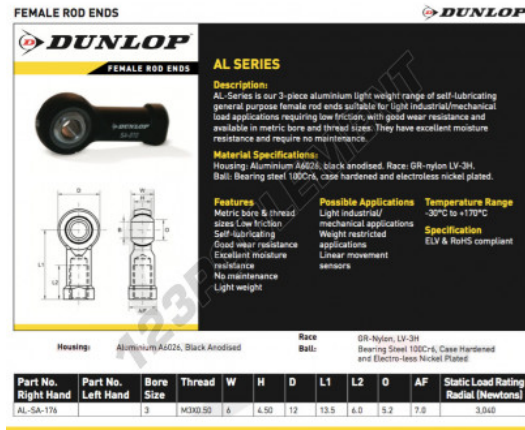 FEMALE ROD ENDS
DUNLOP
DUNLOP
FEMALE ROD ENDS
AL SERIES
Description:
AL-Series is our 3-piece aluminium light weight range of self-lubricating
general purpose female rod ends suitable for light industrial/mechanical
load applications requiring low friction, with good wear resistance and
available in metric bore and thread sizes. They have excellent moisture
resistance and require no maintenance.
Material Specifications:
Housing: Aluminium A6026, black anodised. Race: GR-nylon LV-3H.
Ball: Bearing steel 100Cr6, case hardened and electroless nickel plated.
DUNLOP
Features
Metric bore & thread
sizes Low friction
Self-lubricating
Good wear resistance
Excellent moisture
resistance
No maintenance
Light weight
Possible Applications
Light industrial/
mechanical applications
Weight restricted
applications
Linear movement
sensors
Temperature Range
-30°C to +170°C
Specification
ELV & RoHS compliant
D
W
H
B
O
L1
L2
AF
Housing: Aluminium A6026, Black Anodised
Race GR-Nylon, LV-3H
Ball: Bearing Steel 100Cr6, Case Hardened
and Electro-less Nickel Plated
Part No. Right Hand Part No. Left Hand Bore Size Thread W H D L1 L2 O AF Static Load Rating Radial (Newtons)
AL-SA-176 3 M3X0.50 6 4.50 12 13.5 6.0 5.2 7.0 3,040